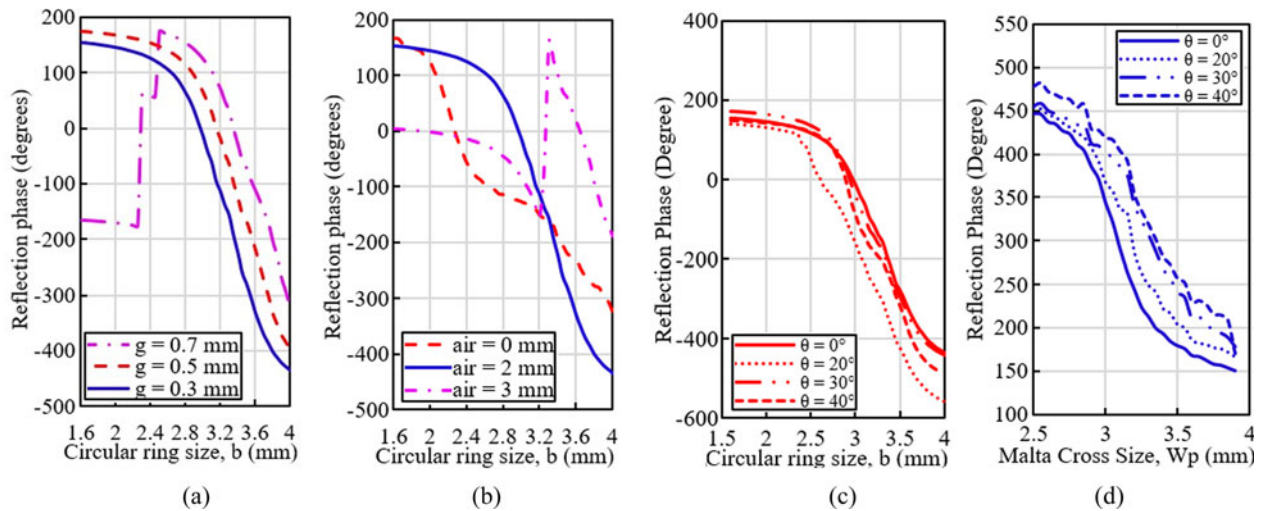 200
100
0
-100
-200
-300
-400
-500
Reflection phase (degrees)
g = 0.7 mm
g = 0.5 mm
g = 0.3 mm
1.6 2 2.4 2.8 3.2 3.6 4
Circular ring size, b (mm)
(a)
200
100
0
-100
-200
-300
-400
-500
Reflection phase (degrees)
air = 0 mm
air = 2 mm
air = 3 mm
1.6 2 2.4 2.8 3.2 3.6 4
Circular ring size, b (mm)
(b)
400
200
0
-200
-400
-600
Reflection Phase (Degree)
θ = 0°
θ = 20°
θ = 30°
θ = 40°
1.5 2 2.5 3 3.5 4
Circular ring size, b (mm)
(c)
550
500
450
400
350
300
250
200
150
100
Reflection Phase (Degree)
θ = 0°
θ = 20°
θ = 30°
θ = 40°
2.5 3 3.5 4
Malta Cross Size, Wp (mm)
(d)